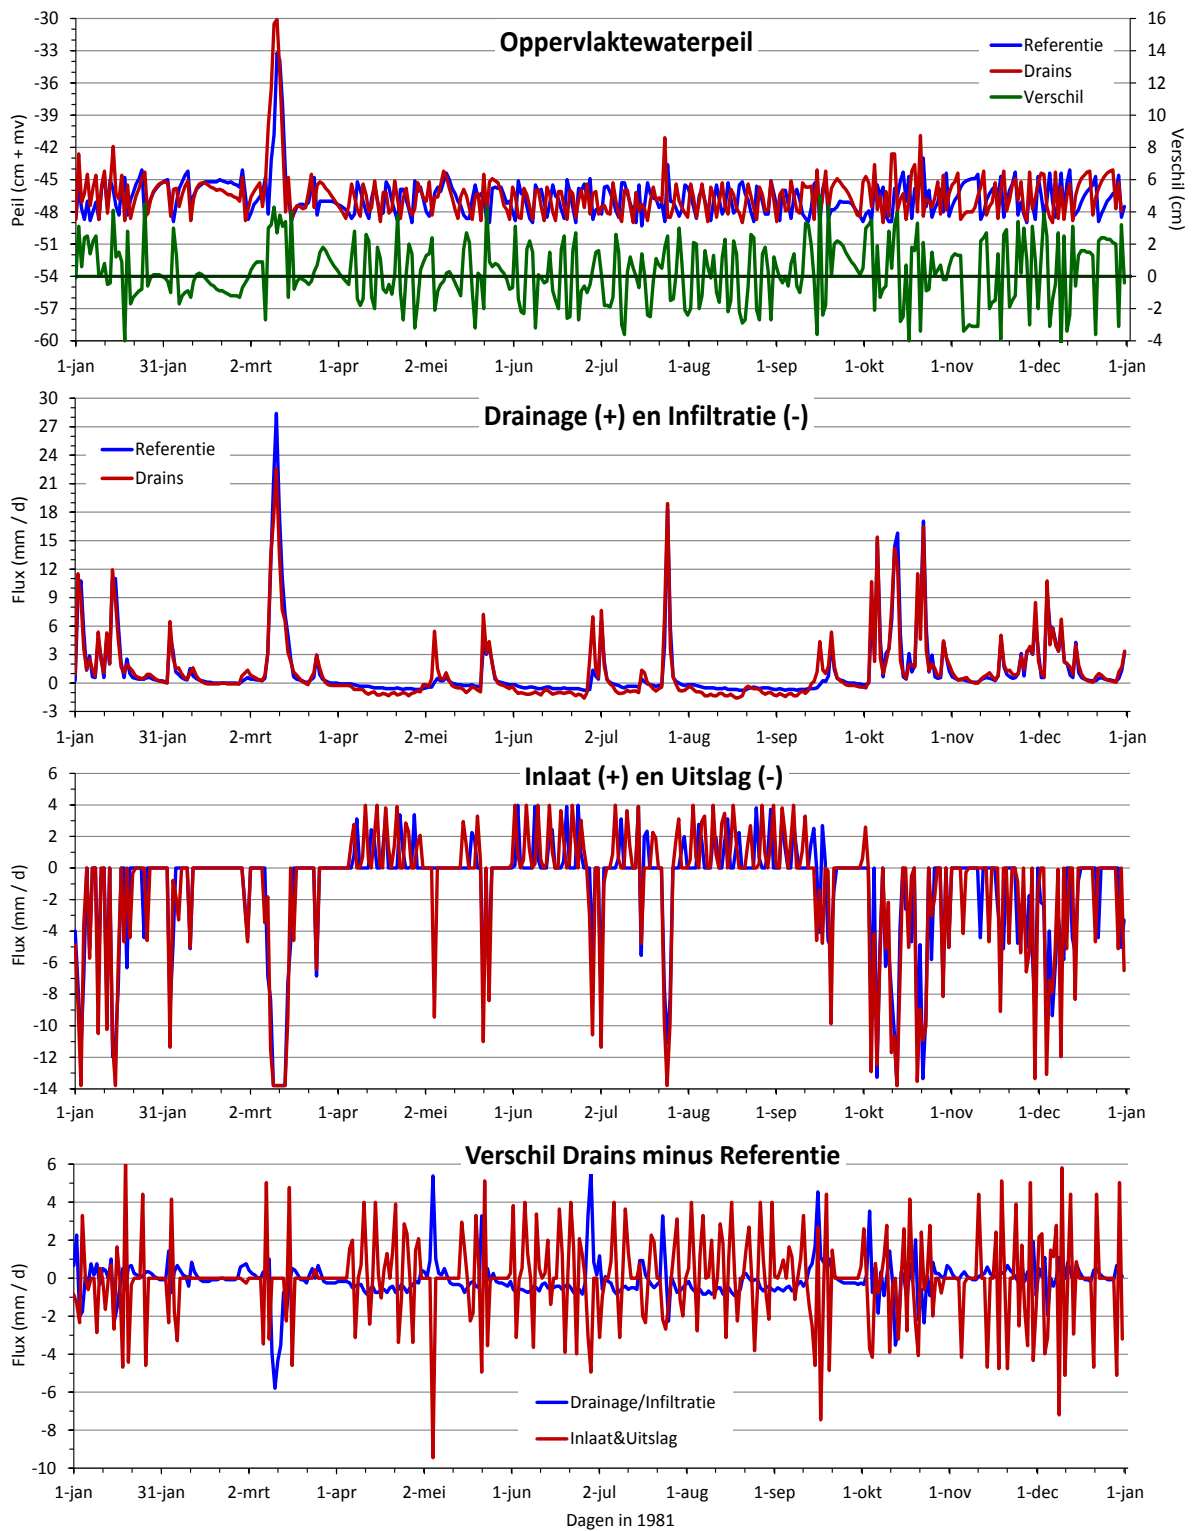 Oppervlaktewaterpeil
Referentie
Drains
Verschil
Peil (cm + mv)
-30
-33
-36
-39
-42
-45
-48
-51
-54
-57
-60
16
14
12
10
8
6
4
2
0
-2
-4
Verschil (cm)
1-jan 31-jan 2-mrt 1-apr 2-mei 1-jun 2-jul 1-aug 1-sep 1-okt 1-nov 1-dec 1-jan
Drainage (+) en Infiltratie (-)
Referentie
Drains
Flux (mm / d)
30
27
24
21
18
15
12
9
6
3
0
-3
1-jan 31-jan 2-mrt 1-apr 2-mei 1-jun 2-jul 1-aug 1-sep 1-okt 1-nov 1-dec 1-jan
Inlaat (+) en Uitslag (-)
Flux (mm / d)
6
4
2
0
-2
-4
-6
-8
-10
-12
-14
1-jan 31-jan 2-mrt 1-apr 2-mei 1-jun 2-jul 1-aug 1-sep 1-okt 1-nov 1-dec 1-jan
Verschil Drains minus Referentie
Flux (mm / d)
6
4
2
0
-2
-4
-6
-8
-10
Drainage/Infiltratie
Inlaat&Uitslag
1-jan 31-jan 2-mrt 1-apr 2-mei 1-jun 2-jul 1-aug 1-sep 1-okt 1-nov 1-dec 1-jan
Dagen in 1981